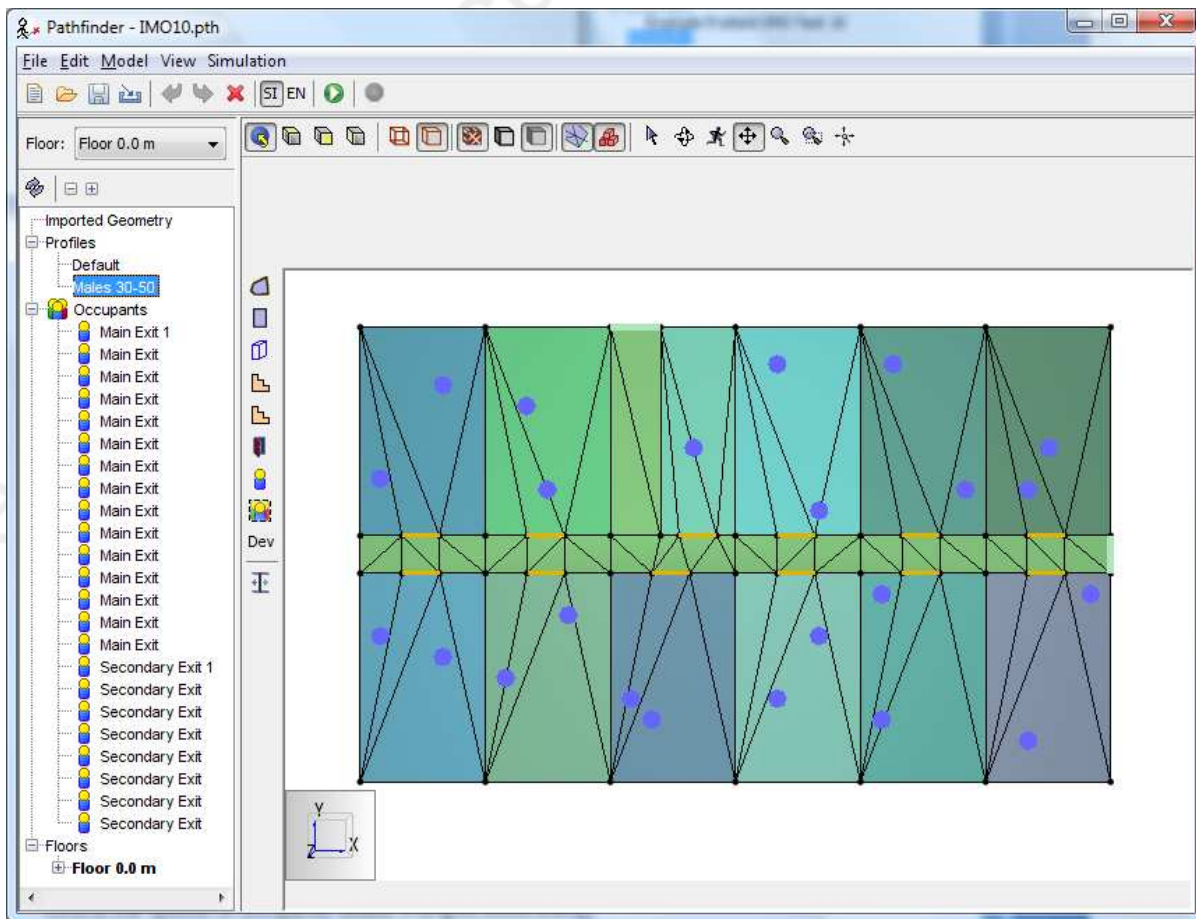 Pathfinder - IMO10.pth
File Edit Model View Simulation
SI EN
Floor: Floor 0.0 m
Imported Geometry
Profiles
Default
Males 30-50
Occupants
Main Exit 1
Main Exit
Main Exit
Main Exit
Main Exit
Main Exit
Main Exit
Main Exit
Main Exit
Main Exit
Main Exit
Main Exit
Main Exit
Main Exit
Main Exit
Secondary Exit 1
Secondary Exit
Secondary Exit
Secondary Exit
Secondary Exit
Secondary Exit
Secondary Exit
Secondary Exit
Floors
Floor 0.0 m
Dev
Y
Z X